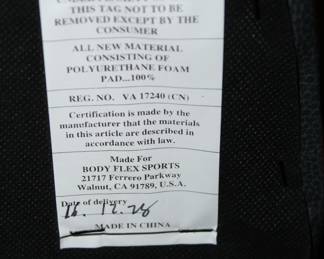 THIS TAG NOT TO BE
REMOVED EXCEPT BY THE
CONSUMER
ALL NEW MATERIAL
CONSISTING OF
POLYURETHANE FOAM
PAD...100%
REG. NO. VA 17240 (CN)
Certification is made by the
manufacturer that the materials
in this article are described in
accordance with law.
Made For
BODY FLEX SPORTS
21717 Ferrero Parkway
Walnut, CA 91789, U.S.A.
Date of delivery
MADE IN CHINA